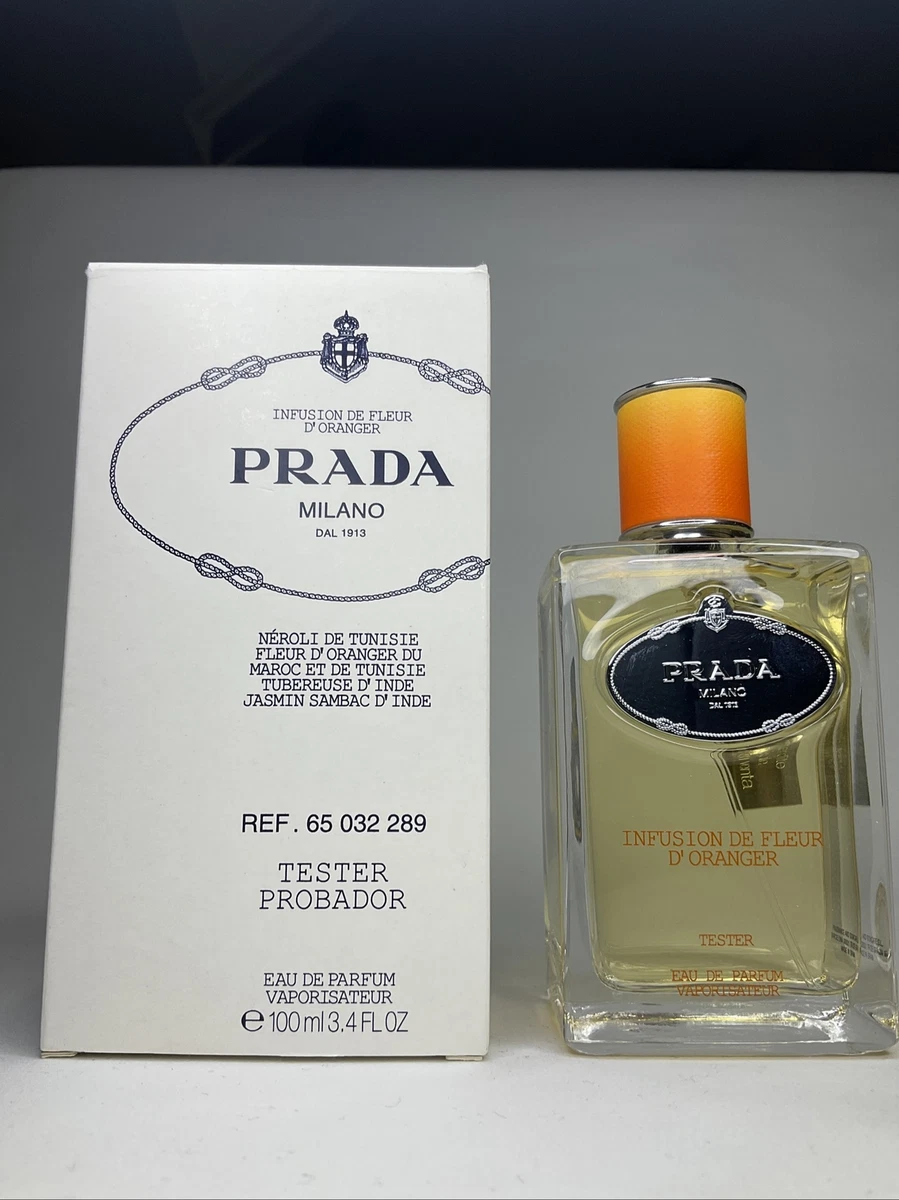 INFUSION DE FLEUR
D'ORANGER
PRADA
MILANO
DAL 1913
NÉROLI DE TUNISIE
FLEUR D'ORANGER DU
MAROC ET DE TUNISIE
TUBEREUSE D'INDE
JASMIN SAMBAC D'INDE
REF. 65 032 289
TESTER
PROBADOR
EAU DE PARFUM
VAPORISATEUR
℮ 100 ml 3.4 FL OZ
PRADA
MILANO
DAL 1913
INFUSION DE FLEUR
D'ORANGER
TESTER
EAU DE PARFUM
VAPORISATEUR